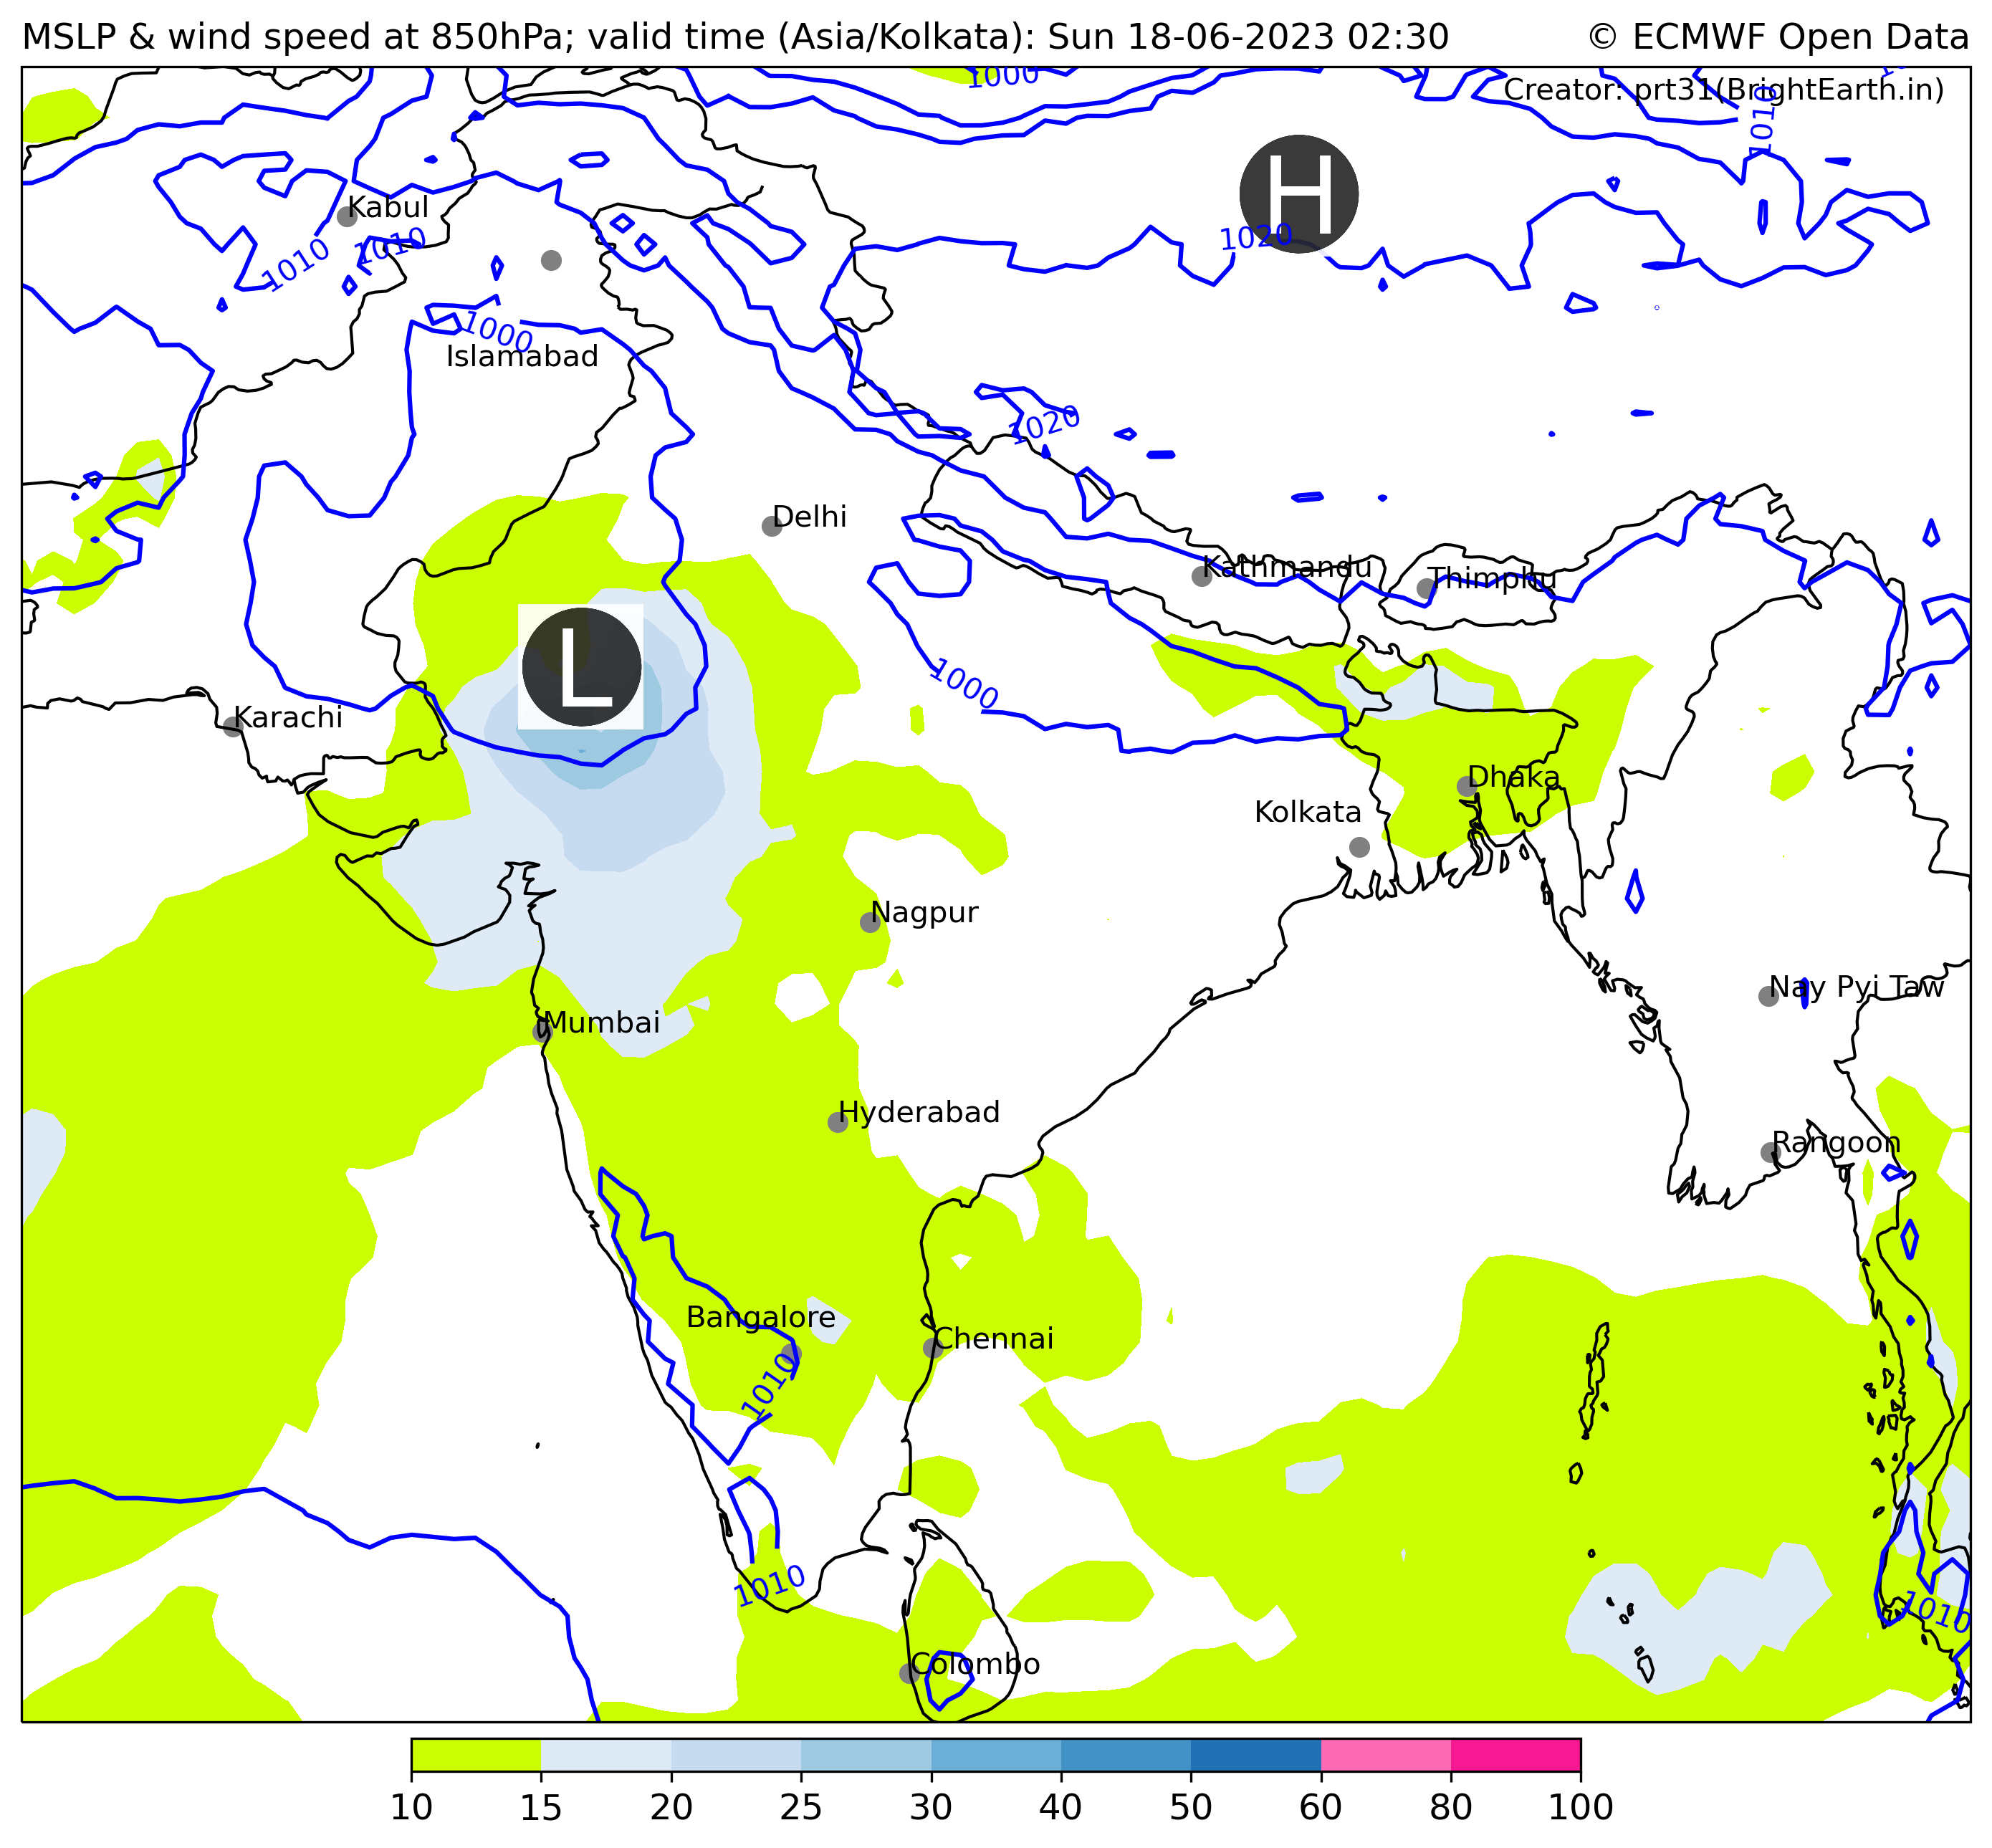 MSLP & wind speed at 850hPa; valid time (Asia/Kolkata): Sun 18-06-2023 02:30
© ECMWF Open Data
1000
Creator: prt31(BrightEarth.in)
1010
H
Kabul
1010
1010
1020
1000
Islamabad
1020
Delhi
Kathmandu
Thimphu
L
1000
Karachi
Dhaka
Kolkata
Nagpur
Nay Pyi Taw
Mumbai
Hyderabad
Rangoon
Bangalore
Chennai
1010
1010
1010
Colombo
10 15 20 25 30 40 50 60 80 100